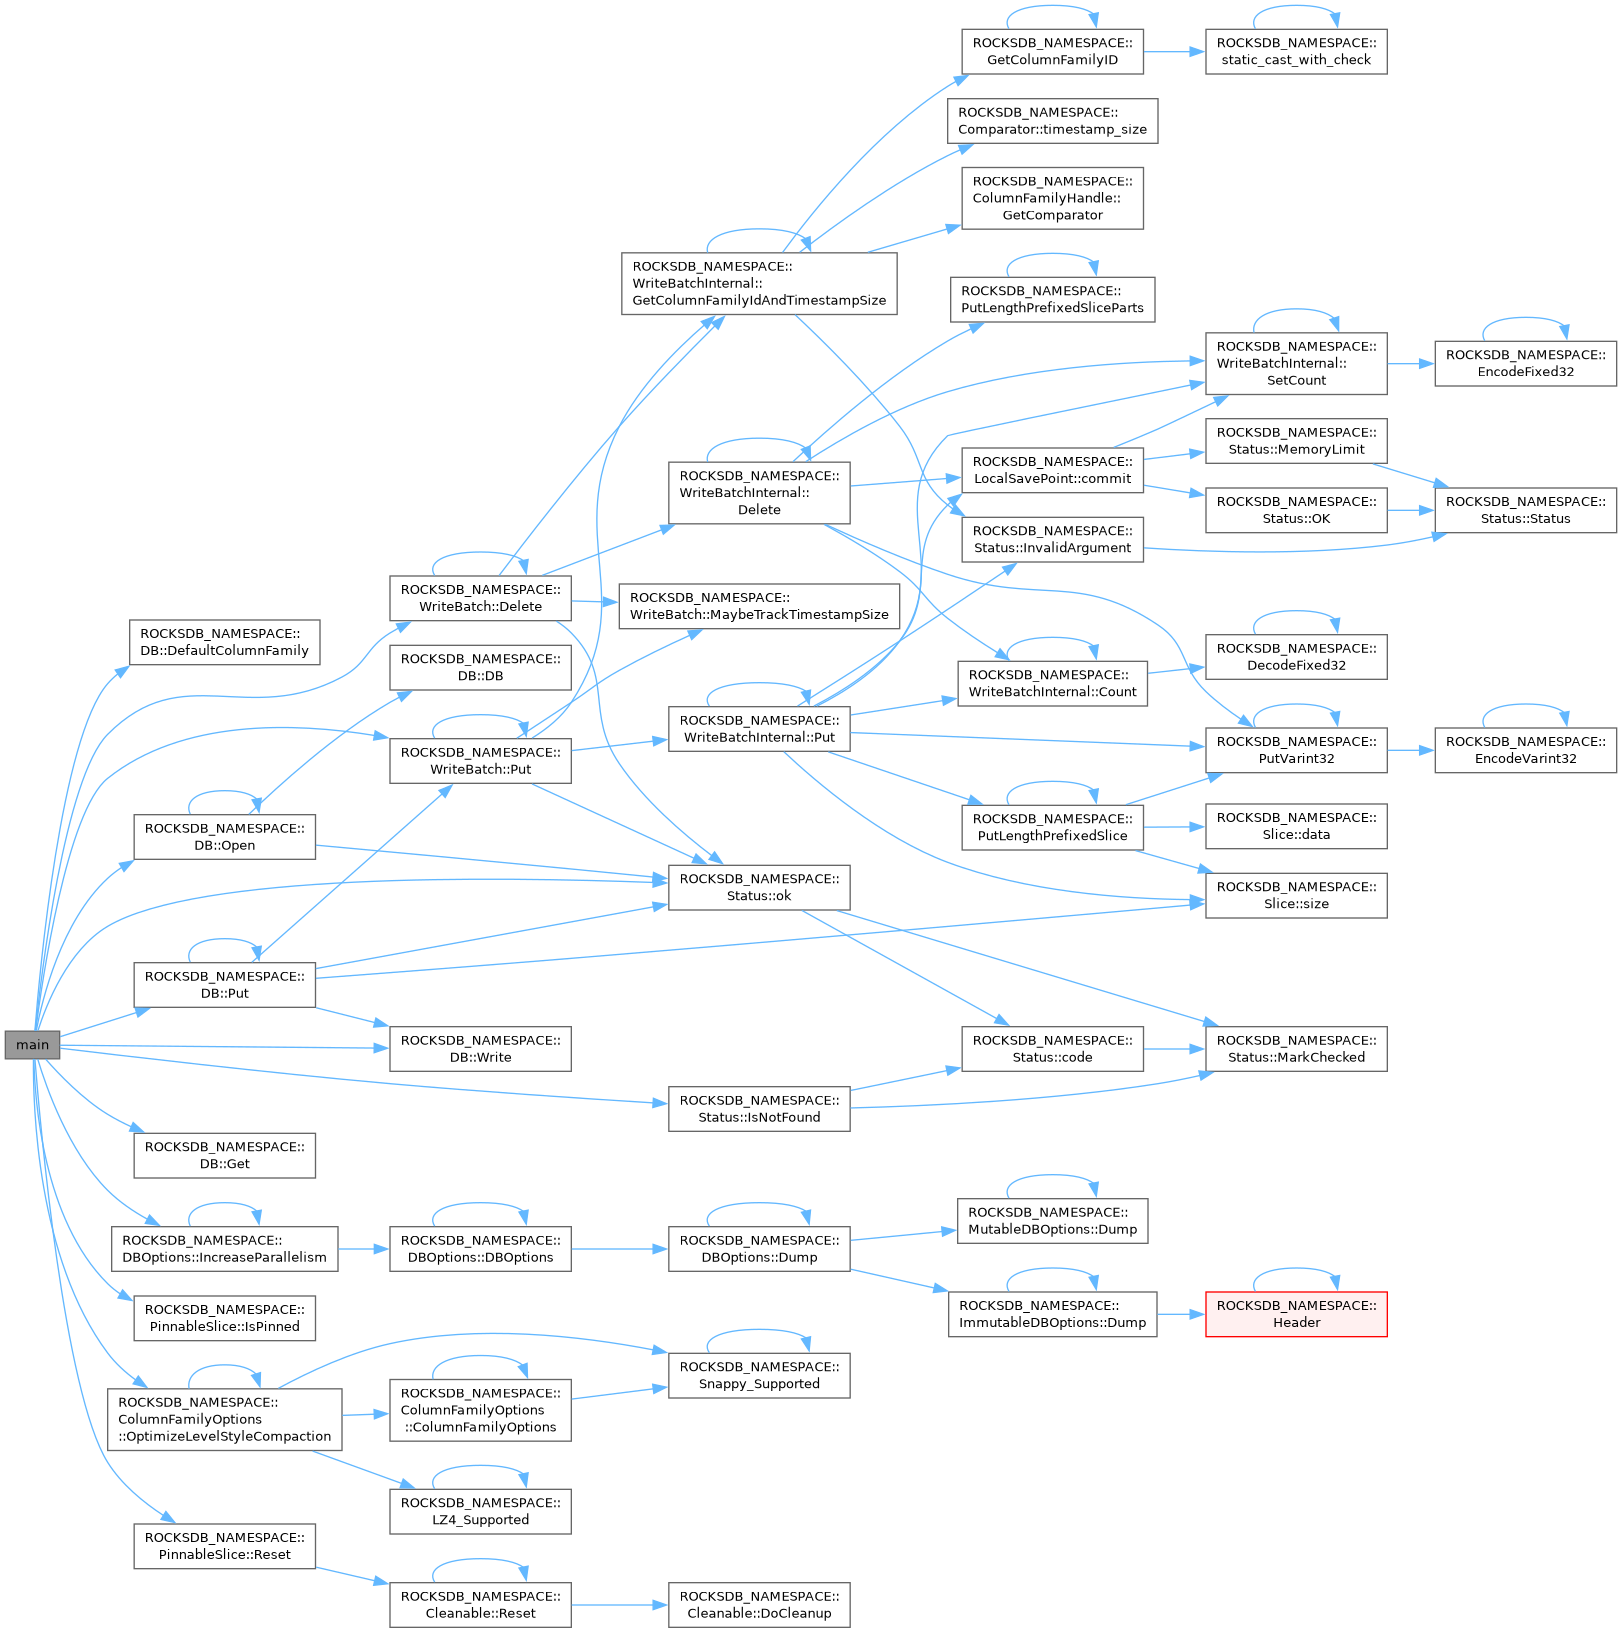 ROCKSDB_NAMESPACE::
GetColumnFamilyID
ROCKSDB_NAMESPACE::
static_cast_with_check
ROCKSDB_NAMESPACE::
Comparator::timestamp_size
ROCKSDB_NAMESPACE::
ColumnFamilyHandle::
GetComparator
ROCKSDB_NAMESPACE::
WriteBatchInternal::
GetColumnFamilyIdAndTimestampSize
ROCKSDB_NAMESPACE::
PutLengthPrefixedSliceParts
ROCKSDB_NAMESPACE::
WriteBatchInternal::
SetCount
ROCKSDB_NAMESPACE::
EncodeFixed32
ROCKSDB_NAMESPACE::
Status::MemoryLimit
ROCKSDB_NAMESPACE::
WriteBatchInternal::
Delete
ROCKSDB_NAMESPACE::
LocalSavePoint::commit
ROCKSDB_NAMESPACE::
Status::OK
ROCKSDB_NAMESPACE::
Status::Status
ROCKSDB_NAMESPACE::
Status::InvalidArgument
ROCKSDB_NAMESPACE::
WriteBatch::Delete
ROCKSDB_NAMESPACE::
WriteBatch::MaybeTrackTimestampSize
ROCKSDB_NAMESPACE::
DB::DefaultColumnFamily
ROCKSDB_NAMESPACE::
DB::DB
ROCKSDB_NAMESPACE::
WriteBatchInternal::Count
ROCKSDB_NAMESPACE::
DecodeFixed32
ROCKSDB_NAMESPACE::
WriteBatch::Put
ROCKSDB_NAMESPACE::
WriteBatchInternal::Put
ROCKSDB_NAMESPACE::
PutVarint32
ROCKSDB_NAMESPACE::
EncodeVarint32
ROCKSDB_NAMESPACE::
DB::Open
ROCKSDB_NAMESPACE::
PutLengthPrefixedSlice
ROCKSDB_NAMESPACE::
Slice::data
ROCKSDB_NAMESPACE::
Status::ok
ROCKSDB_NAMESPACE::
Slice::size
ROCKSDB_NAMESPACE::
DB::Put
main
ROCKSDB_NAMESPACE::
DB::Write
ROCKSDB_NAMESPACE::
Status::code
ROCKSDB_NAMESPACE::
Status::MarkChecked
ROCKSDB_NAMESPACE::
Status::IsNotFound
ROCKSDB_NAMESPACE::
DB::Get
ROCKSDB_NAMESPACE::
DBOptions::IncreaseParallelism
ROCKSDB_NAMESPACE::
DBOptions::DBOptions
ROCKSDB_NAMESPACE::
DBOptions::Dump
ROCKSDB_NAMESPACE::
MutableDBOptions::Dump
ROCKSDB_NAMESPACE::
PinnableSlice::IsPinned
ROCKSDB_NAMESPACE::
ImmutableDBOptions::Dump
ROCKSDB_NAMESPACE::
Header
ROCKSDB_NAMESPACE::
ColumnFamilyOptions
::OptimizeLevelStyleCompaction
ROCKSDB_NAMESPACE::
ColumnFamilyOptions
::ColumnFamilyOptions
ROCKSDB_NAMESPACE::
Snappy_Supported
ROCKSDB_NAMESPACE::
LZ4_Supported
ROCKSDB_NAMESPACE::
PinnableSlice::Reset
ROCKSDB_NAMESPACE::
Cleanable::Reset
ROCKSDB_NAMESPACE::
Cleanable::DoCleanup